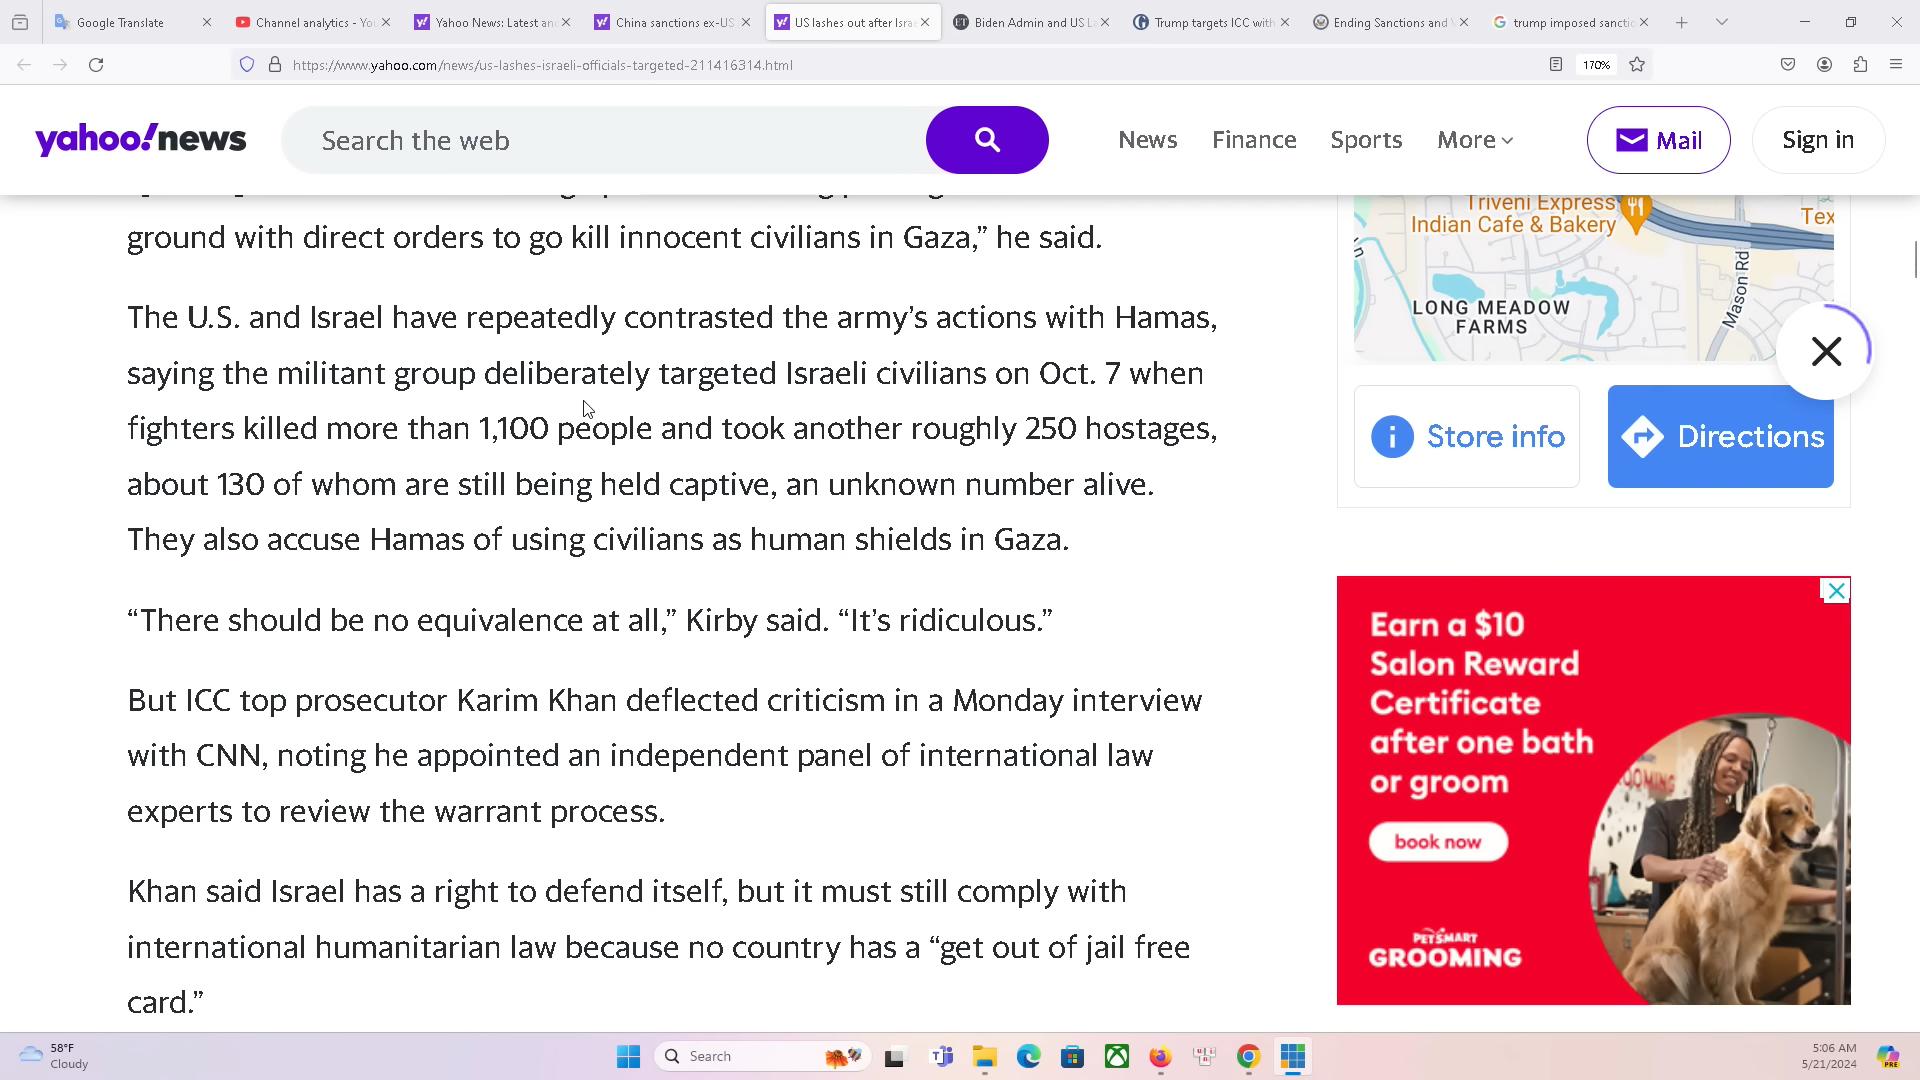 Google Translate
Channel analytics - You
Yahoo News: Latest and
China sanctions ex-US
US lashes out after Isra
Biden Admin and US L
Trump targets ICC with
Ending Sanctions and
trump imposed sancti
https://www.yahoo.com/news/us-lashes-israeli-officials-targeted-211416314.html
170%
yahoo!news
Search the web
News
Finance
Sports
More
Mail
Sign in
ground with direct orders to go kill innocent civilians in Gaza,” he said.
The U.S. and Israel have repeatedly contrasted the army’s actions with Hamas,
saying the militant group deliberately targeted Israeli civilians on Oct. 7 when
fighters killed more than 1,100 people and took another roughly 250 hostages,
about 130 of whom are still being held captive, an unknown number alive.
They also accuse Hamas of using civilians as human shields in Gaza.
“There should be no equivalence at all,” Kirby said. “It’s ridiculous.”
But ICC top prosecutor Karim Khan deflected criticism in a Monday interview
with CNN, noting he appointed an independent panel of international law
experts to review the warrant process.
Khan said Israel has a right to defend itself, but it must still comply with
international humanitarian law because no country has a “get out of jail free
card.”
Triveni Express
Indian Cafe & Bakery
Tex
LONG MEADOW
FARMS
Mason Rd
Store info
Directions
Earn a $10
Salon Reward
Certificate
after one bath
or groom
book now
PETSMART
GROOMING
58°F
Cloudy
Search
5:06 AM
5/21/2024